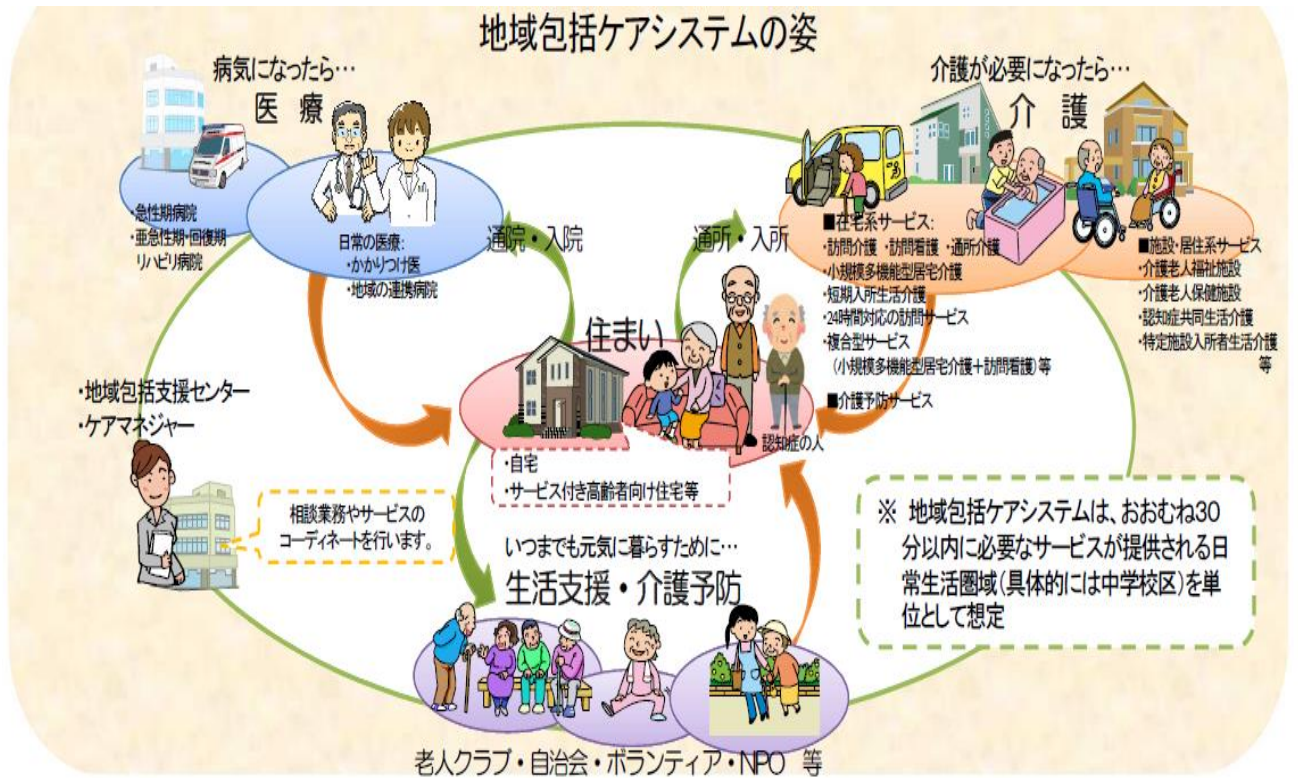 地域包括ケアシステムの姿
病気になったら…
医 療
介護が必要になったら…
介 護
・急性期病院
・亜急性期・回復期
リハビリ病院
日常の医療:
・かかりつけ医
・地域の連携病院
通院・入院
通所・入所
■在宅系サービス:
・訪問介護 ・訪問看護 ・通所介護
・小規模多機能型居宅介護
・短期入所生活介護
・24時間対応の訪問サービス
・複合型サービス
(小規模多機能型居宅介護+訪問看護)等
■介護予防サービス
■施設・居住系サービス
・介護老人福祉施設
・介護老人保健施設
・認知症共同生活介護
・特定施設入所者生活介護
等
住まい
認知症の人
・自宅
・サービス付き高齢者向け住宅等
・地域包括支援センター
・ケアマネジャー
相談業務やサービスの
コーディネートを行います。
いつまでも元気に暮らすために…
生活支援・介護予防
※ 地域包括ケアシステムは、おおむね30
分以内に必要なサービスが提供される日
常生活圏域(具体的には中学校区)を単
位として想定
老人クラブ・自治会・ボランティア・NPO 等